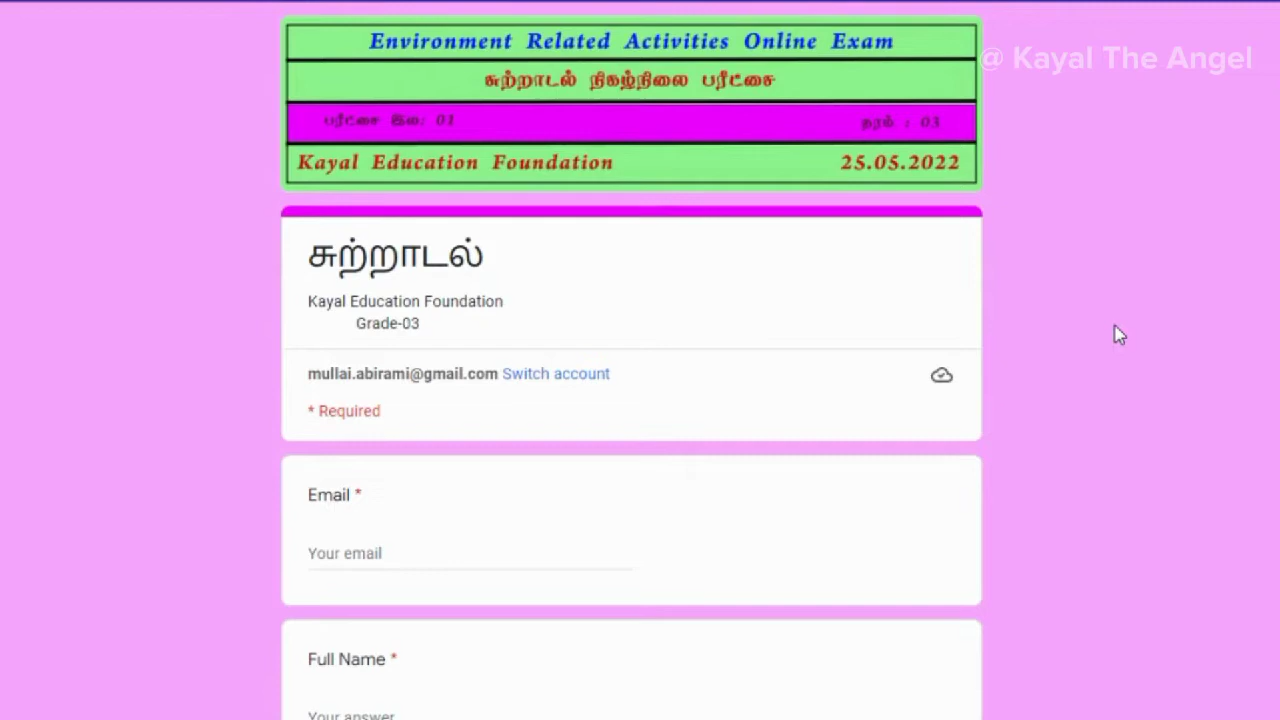 Environment Related Activities Online Exam
@ Kayal The Angel
சுற்றாடல் நிகழ்நிலை பரீட்சை
பரீட்சை இல: 01 தரம் : 03
Kayal Education Foundation 25.05.2022
சுற்றாடல்
Kayal Education Foundation
Grade-03
mullai.abirami@gmail.com Switch account
* Required
Email *
Your email
Full Name *
Your answer